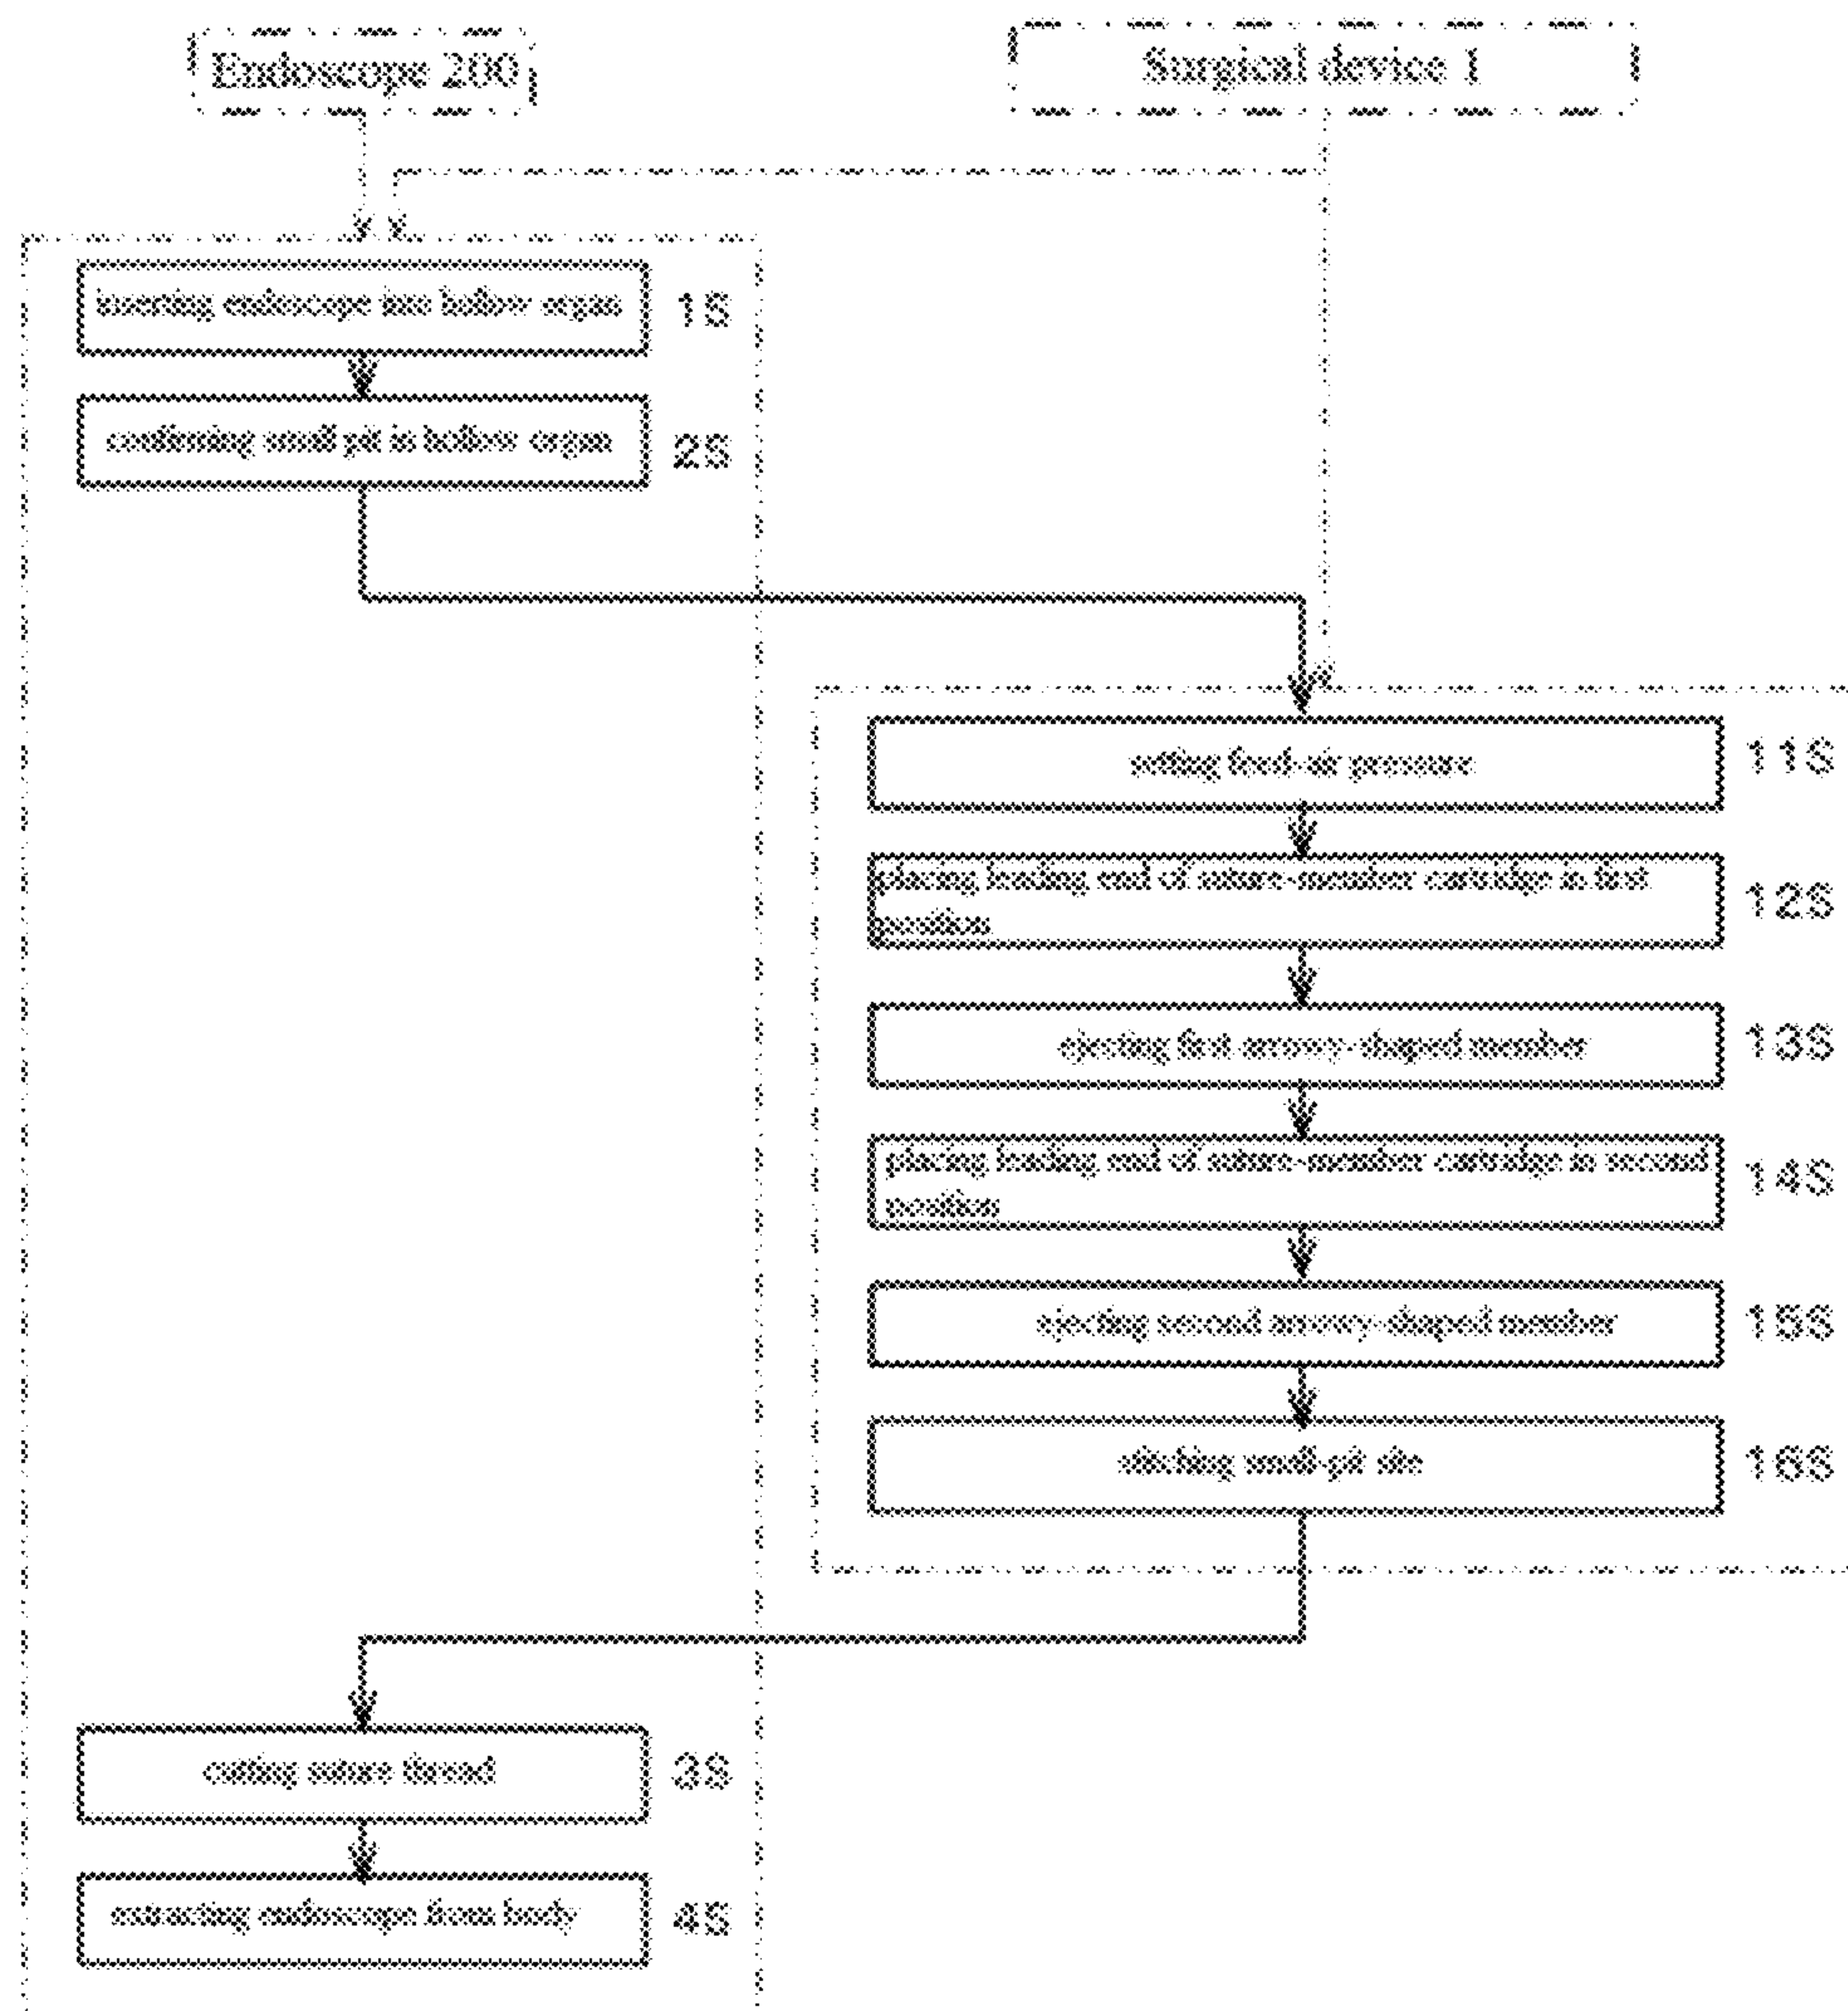 Endoscope 200
Surgical device 1
inserting endoscope into hollow organ
1S
confirming small pit in hollow organ
2S
setting feed-air pressure
11S
placing leading end of suture-member cartridge in first
position
12S
ejecting first arrowy-shaped member
13S
placing leading end of suture-member cartridge in second
position
14S
ejecting second arrowy-shaped member
15S
stitching small-pit site
16S
cutting suture thread
3S
extracting endoscope from body
4S